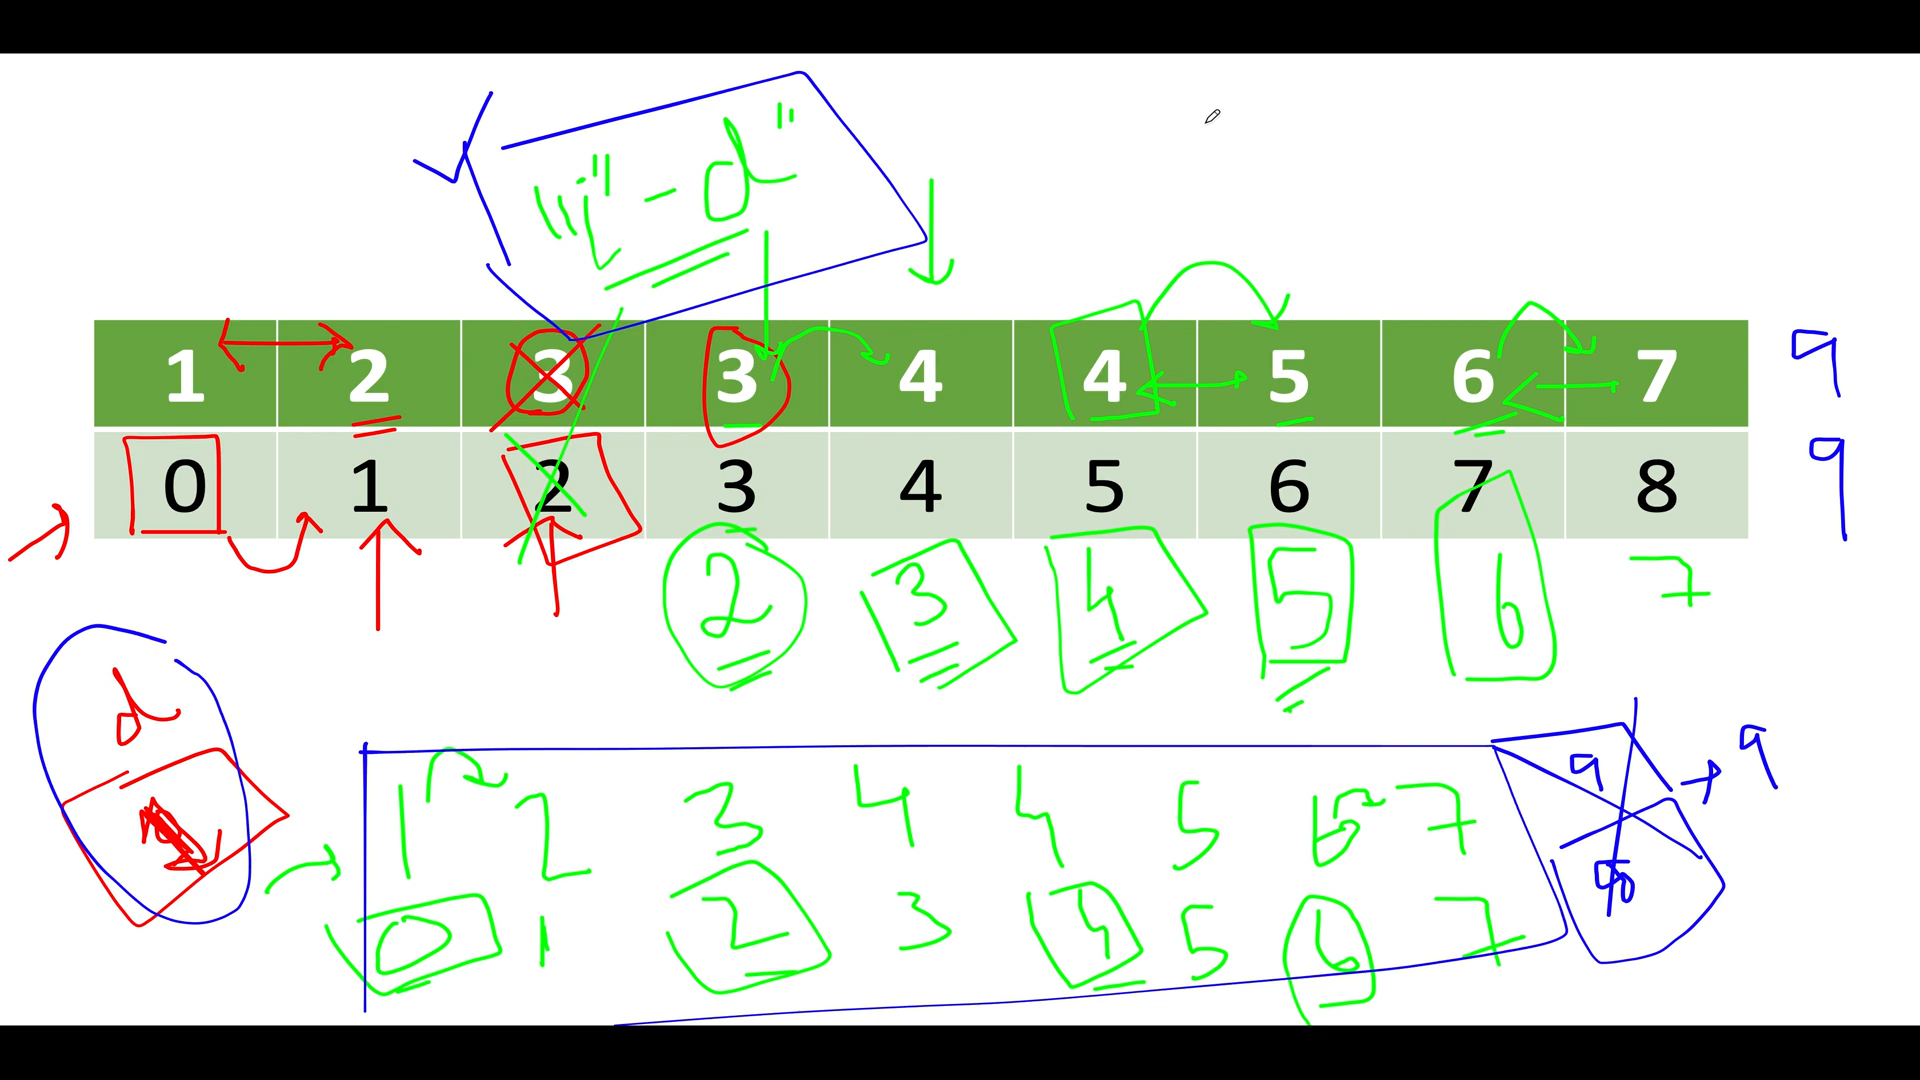 "i" - d"
1 2 3 3 4 4 5 6 7 9
0 1 2 3 4 5 6 7 8 9
2 3 4 5 6 7
d
1 2 3 4 4 5 6 7 9 → 9
0 1 2 3 4 5 6 7